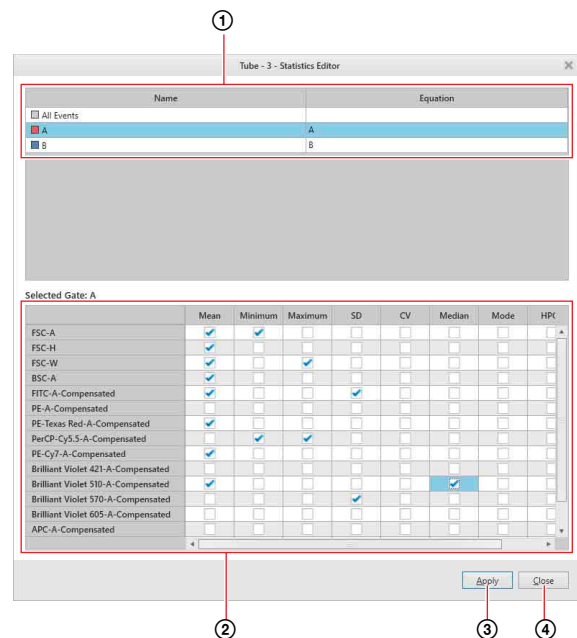 ①
Tube - 3 - Statistics Editor
Name Equation
All Events
A A
B B
Selected Gate: A
Mean Minimum Maximum SD CV Median Mode HPC
FSC-A
FSC-H
FSC-W
BSC-A
FITC-A-Compensated
PE-A-Compensated
PE-Texas Red-A-Compensated
PerCP-Cy5.5-A-Compensated
PE-Cy7-A-Compensated
Brilliant Violet 421-A-Compensated
Brilliant Violet 510-A-Compensated
Brilliant Violet 570-A-Compensated
Brilliant Violet 605-A-Compensated
APC-A-Compensated
Apply Close
② ③ ④